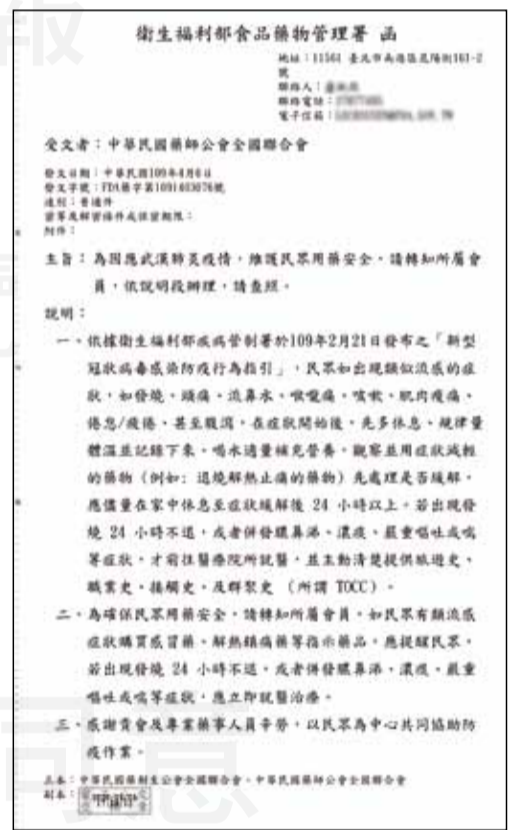 衛生福利部食品藥物管理署 函
地址：11561 臺北市南港區昆陽街161-2
號
聯絡人：
聯絡電話：
電子信箱：
受文者：中華民國藥師公會全國聯合會
發文日期：中華民國109年4月6日
發文字號：FDA藥字第1091403076號
速別：普通件
密等及解密條件或保密期限：
附件：
主旨：為因應武漢肺炎疫情，維護民眾用藥安全，請轉知所屬會
員，依說明段辦理，請查照。
說明：
一、依據衛生福利部疾病管制署於109年2月21日發布之「新型
冠狀病毒感染防疫行為指引」，民眾如出現類似流感的症
狀，如發燒、頭痛、流鼻水、喉嚨痛、咳嗽、肌肉痠痛、
倦怠/疲倦、甚至腹瀉，在症狀開始後，先多休息、規律量
體溫並記錄下來、喝水適量補充營養，觀察並用症狀減輕
的藥物（例如：退燒解熱止痛的藥物）先處理是否緩解，
應儘量在家中休息至症狀緩解後 24 小時以上。若出現發
燒 24 小時不退，或者併發膿鼻涕、濃痰、嚴重嘔吐或喘
等症狀，才前往醫療院所就醫，並主動清楚提供旅遊史、
職業史、接觸史、及群聚史 （所謂 TOCC）。
二、為確保民眾用藥安全，請轉知所屬會員，如民眾有類流感
症狀購買感冒藥、解熱鎮痛藥等指示藥品，應提醒民眾，
若出現發燒 24 小時不退，或者併發膿鼻涕、濃痰、嚴重
嘔吐或喘等症狀，應立即就醫治療。
三、感謝貴會及專業藥事人員辛勞，以民眾為中心共同協助防
疫作業。
正本：中華民國藥劑生公會全國聯合會、中華民國藥師公會全國聯合會
副本：